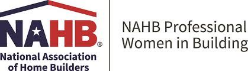 NAHB®
National Association
of Home Builders
NAHB Professional
Women in Building